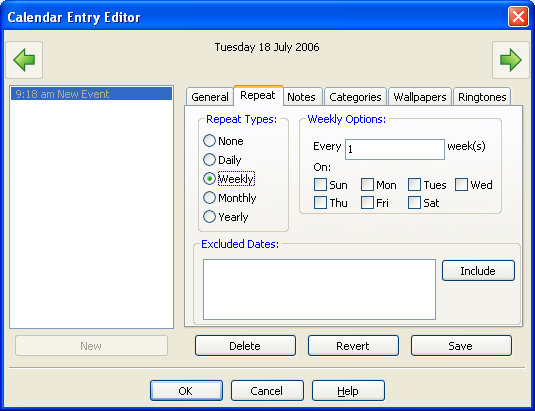 Calendar Entry Editor
Tuesday 18 July 2006
9:18 am New Event
General Repeat Notes Categories Wallpapers Ringtones
Repeat Types:
None
Daily
Weekly
Monthly
Yearly
Weekly Options:
Every 1 week(s)
On:
Sun Mon Tues Wed
Thu Fri Sat
Excluded Dates:
Include
New Delete Revert Save
OK Cancel Help